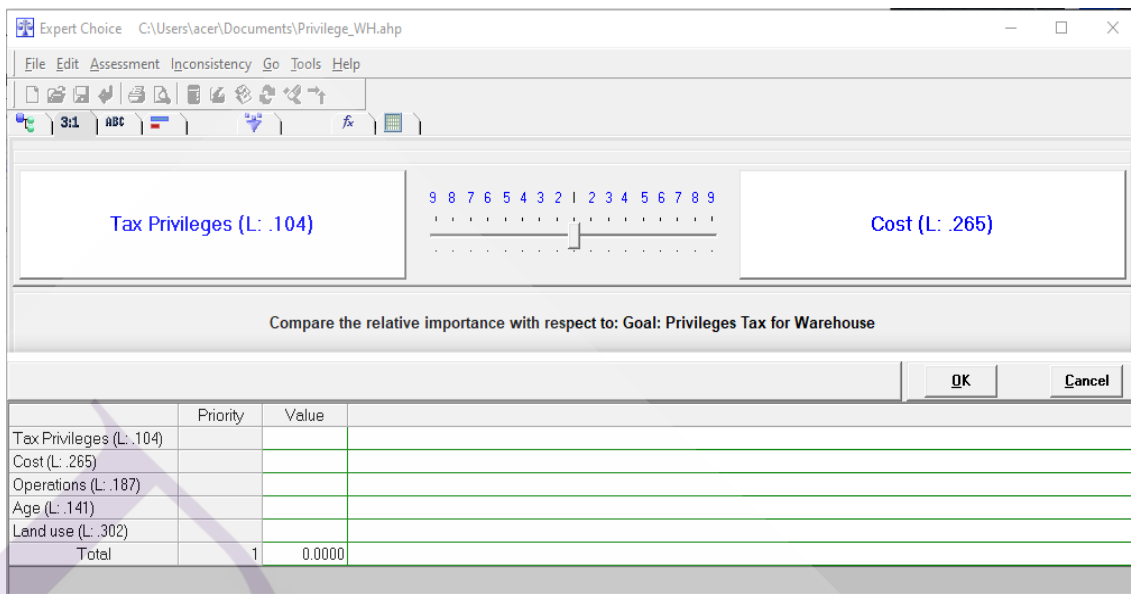 Expert Choice C:\Users\acer\Documents\Privilege_WH.ahp
File Edit Assessment Inconsistency Go Tools Help
3:1 ABC fx
9 8 7 6 5 4 3 2 1 2 3 4 5 6 7 8 9
Tax Privileges (L: .104) Cost (L: .265)
Compare the relative importance with respect to: Goal: Privileges Tax for Warehouse
OK Cancel
Priority Value
Tax Privileges (L: .104)
Cost (L: .265)
Operations (L: .187)
Age (L: .141)
Land use (L: .302)
Total 1 0.0000